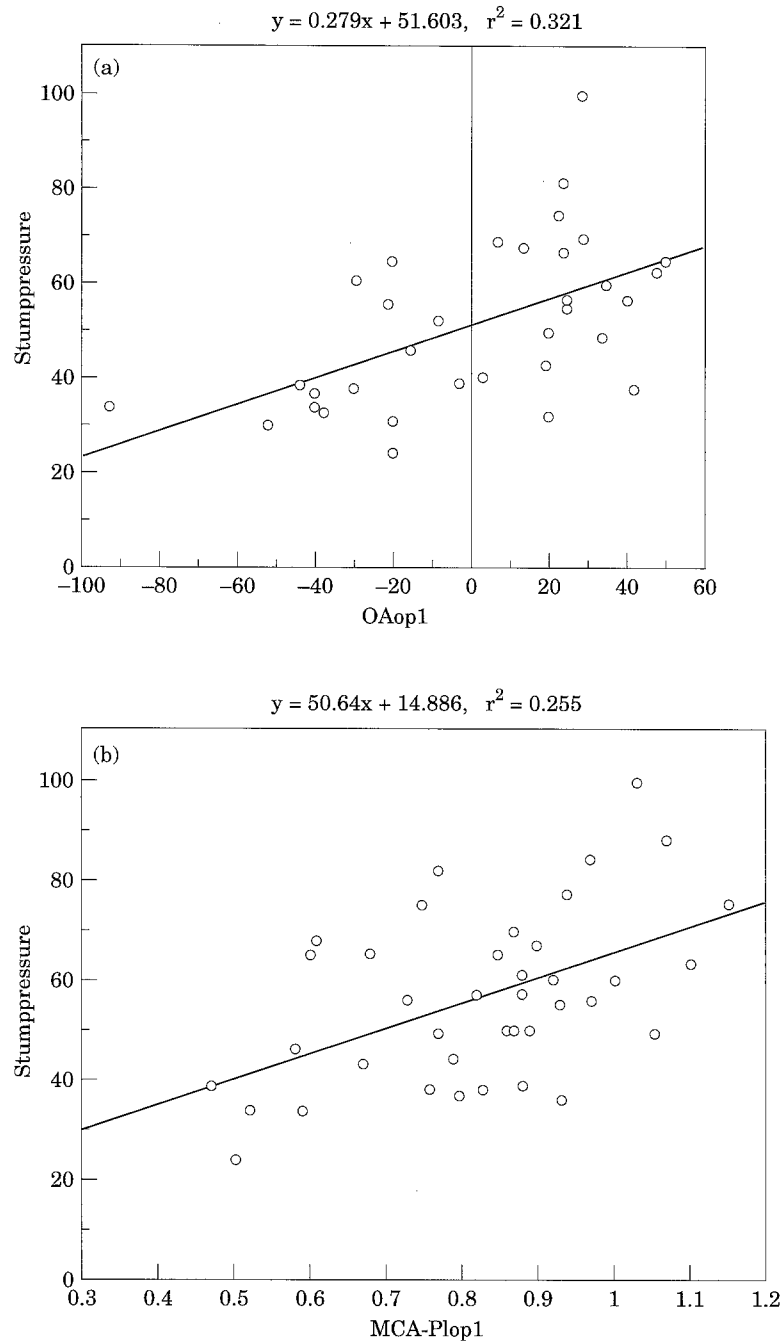 y = 0.279x + 51.603, r² = 0.321
(a)
100
80
60
40
20
0
Stumppressure
−100 −80 −60 −40 −20 0 20 40 60
OAop1
y = 50.64x + 14.886, r² = 0.255
(b)
100
80
60
40
20
0
Stumppressure
0.3 0.4 0.5 0.6 0.7 0.8 0.9 1 1.1 1.2
MCA-Plop1